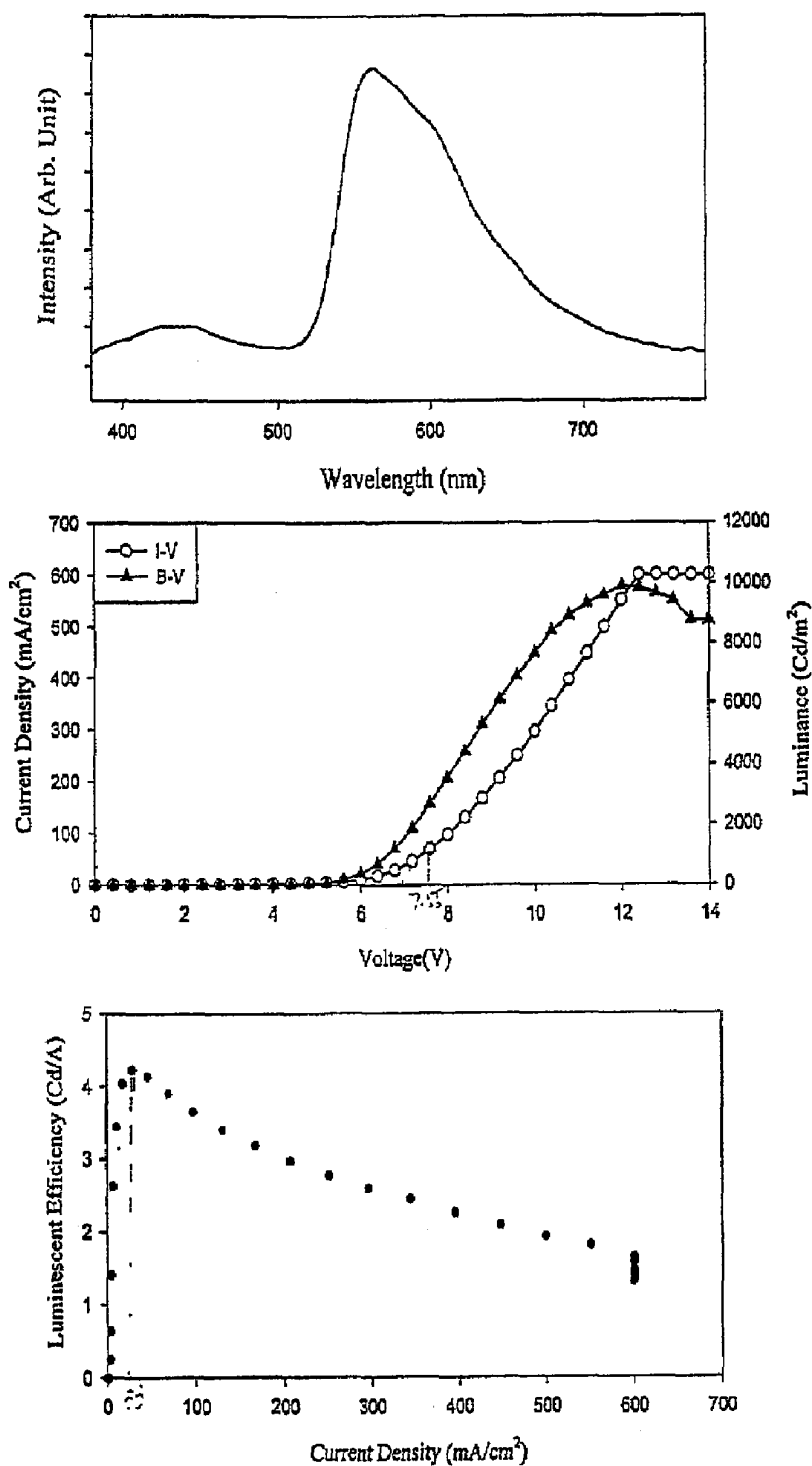 Intensity (Arb. Unit)
400 500 600 700
Wavelength (nm)
700
600
500
400
300
200
100
0
Current Density (mA/cm²)
I-V
B-V
12000
10000
8000
6000
4000
2000
0
Luminance (Cd/m²)
0 2 4 6 8 10 12 14
7.55
Voltage(V)
5
4
3
2
1
0
Luminescent Efficiency (Cd/A)
0 100 200 300 400 500 600 700
Current Density (mA/cm²)